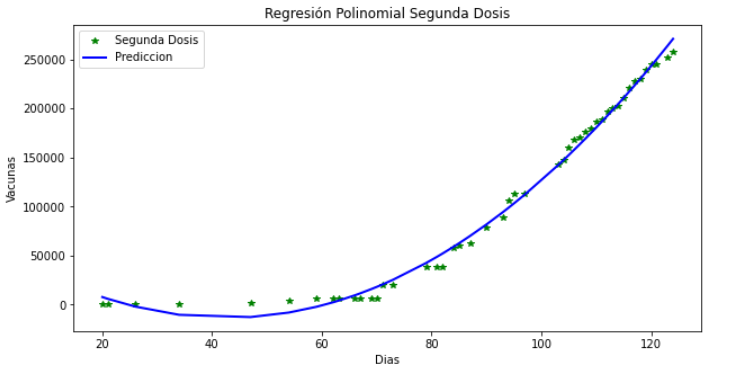 Regresión Polinomial Segunda Dosis
Segunda Dosis
Prediccion
250000
200000
150000
100000
50000
0
Vacunas
20 40 60 80 100 120
Dias